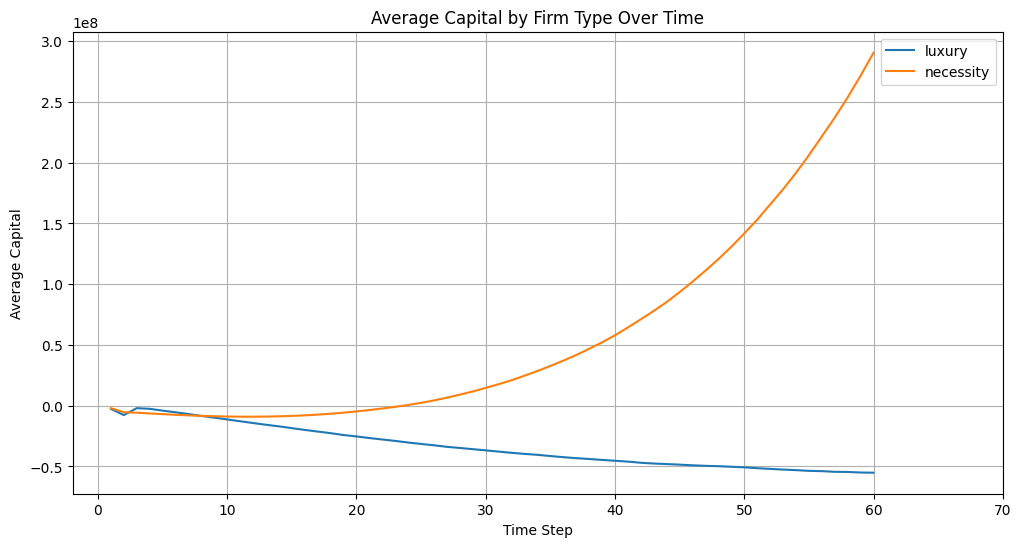 Average Capital by Firm Type Over Time
1e8
3.0
2.5
2.0
1.5
1.0
0.5
0.0
−0.5
Average Capital
luxury
necessity
0 10 20 30 40 50 60 70
Time Step